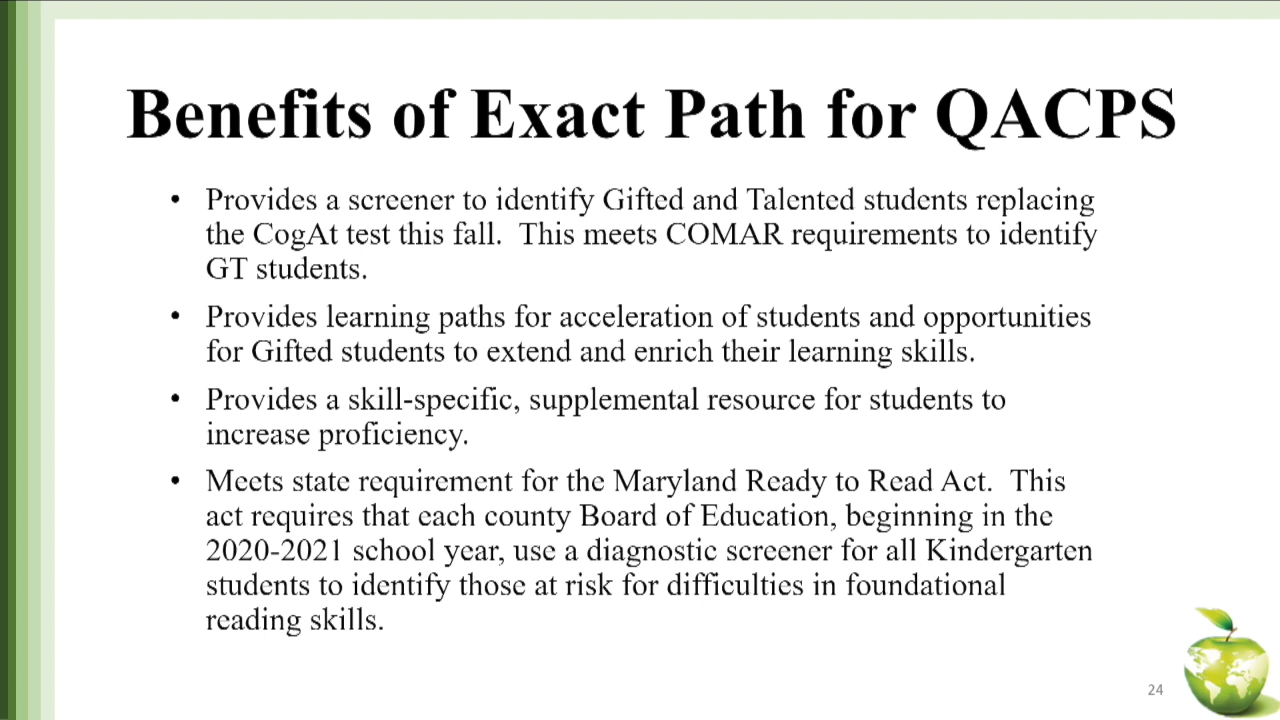 Benefits of Exact Path for QACPS
• Provides a screener to identify Gifted and Talented students replacing
the CogAt test this fall.  This meets COMAR requirements to identify
GT students.
• Provides learning paths for acceleration of students and opportunities
for Gifted students to extend and enrich their learning skills.
• Provides a skill-specific, supplemental resource for students to
increase proficiency.
• Meets state requirement for the Maryland Ready to Read Act.  This
act requires that each county Board of Education, beginning in the
2020-2021 school year, use a diagnostic screener for all Kindergarten
students to identify those at risk for difficulties in foundational
reading skills.
24